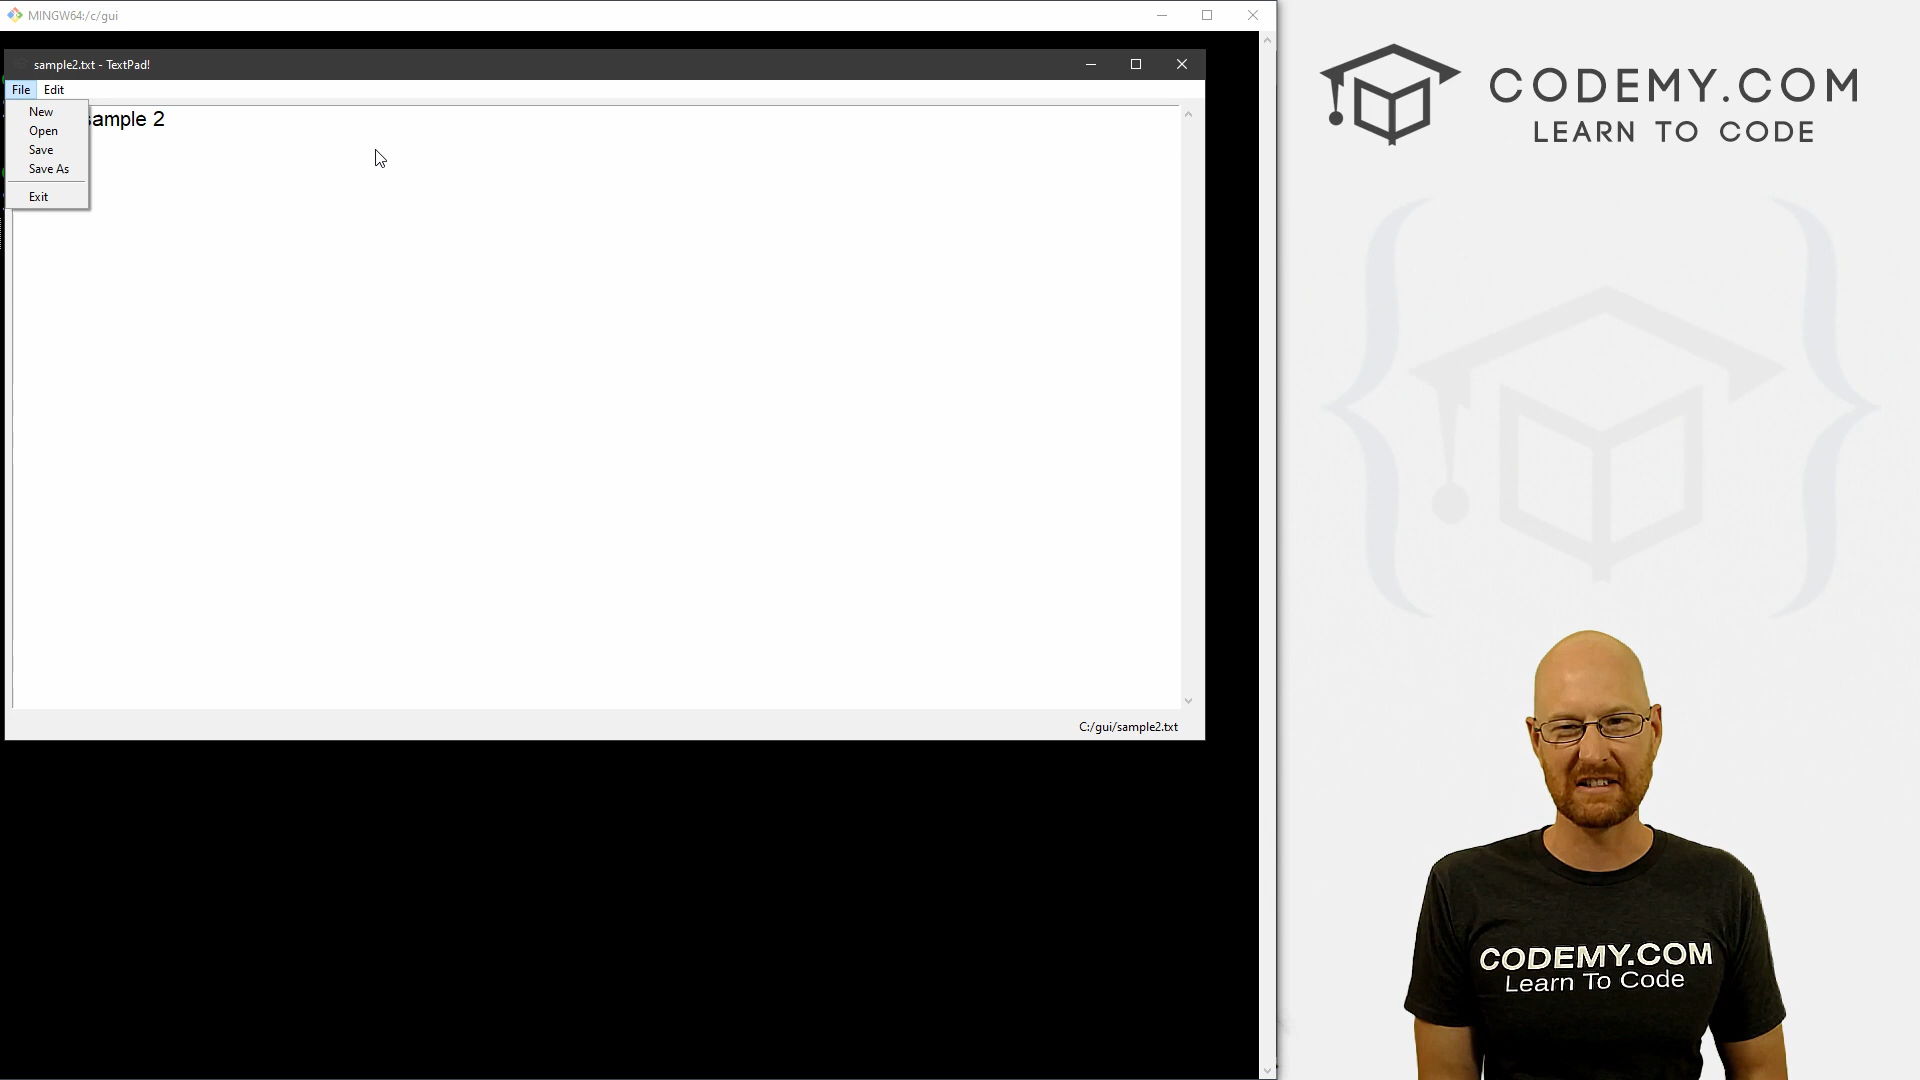 MINGW64:/c/gui
sample2.txt - TextPad!
File Edit
New
Open
Save
Save As
Exit
sample 2
C:/gui/sample2.txt
CODEMY.COM
LEARN TO CODE
CODEMY.COM
Learn To Code